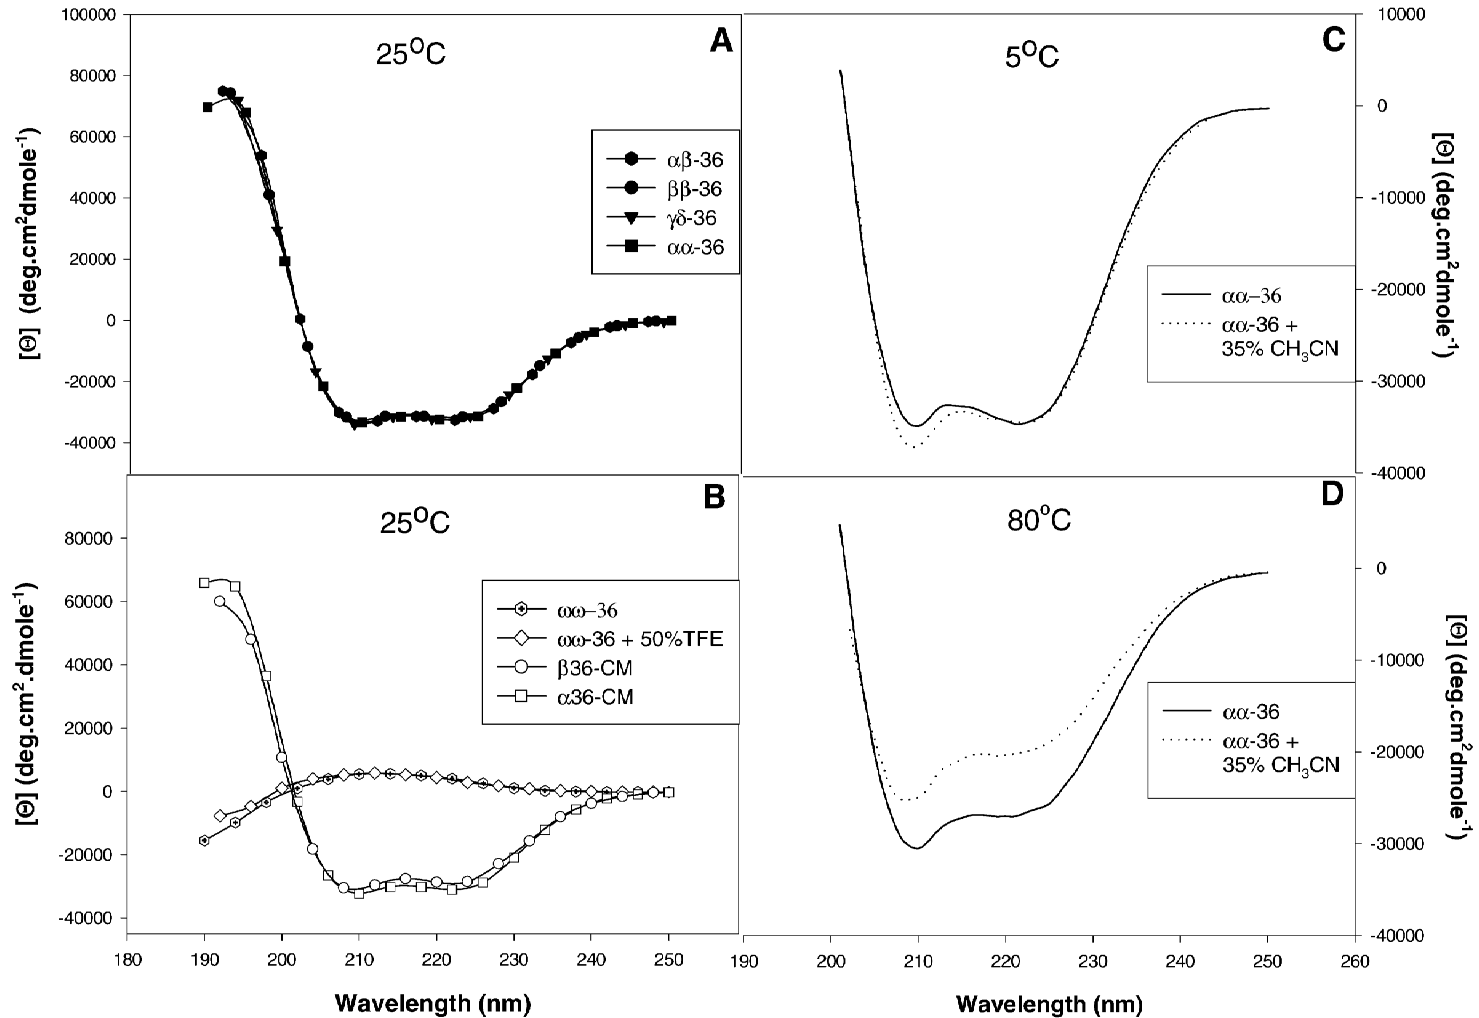 100000
80000
60000
40000
20000
0
-20000
-40000
[Θ] (deg.cm²dmole⁻¹)
25°C
A
αβ-36
ββ-36
γδ-36
αα-36
5°C
C
10000
0
-10000
-20000
-30000
-40000
[Θ] (deg.cm²dmole⁻¹)
αα–36
αα-36 +
35% CH₃CN
80000
60000
40000
20000
0
-20000
-40000
[Θ] (deg.cm².dmole⁻¹)
25°C
B
ωω–36
ωω-36 + 50%TFE
β36-CM
α36-CM
180 190 200 210 220 230 240 250
Wavelength (nm)
80°C
D
0
-10000
-20000
-30000
-40000
[Θ] (deg.cm²dmole⁻¹)
αα-36
αα-36 +
35% CH₃CN
190 200 210 220 230 240 250 260
Wavelength (nm)